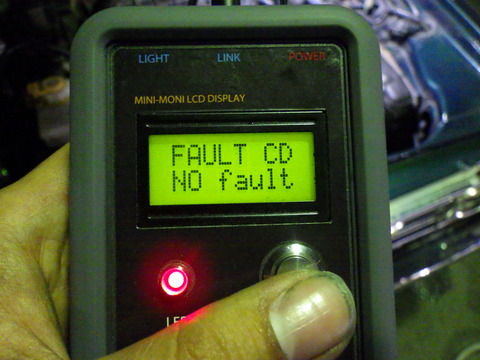 LIGHT LINK POWER
MINI-MONI LCD DISPLAY
FAULT CD
NO fault